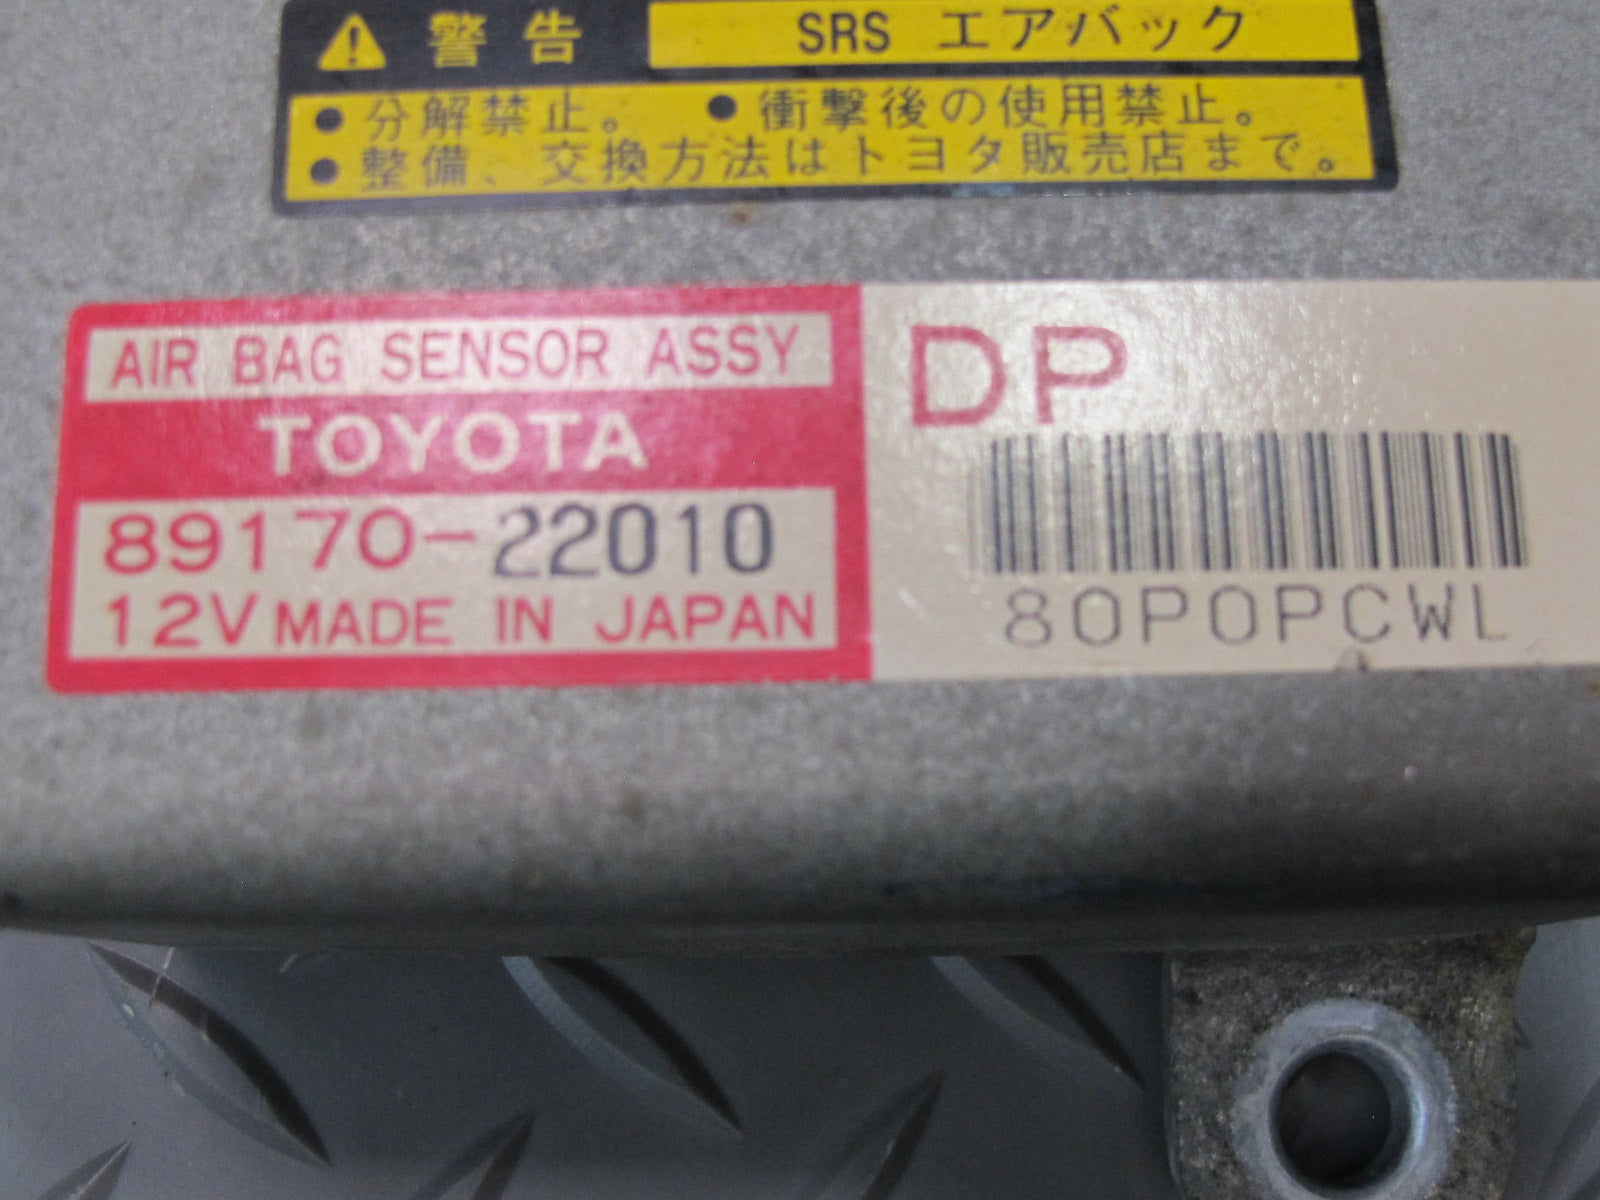 警告 SRS エアバック
●分解禁止。 ●衝撃後の使用禁止。
●整備、交換方法はトヨタ販売店まで。
AIR BAG SENSOR ASSY
TOYOTA
89170-22010
12V MADE IN JAPAN
DP
80P0PCWL